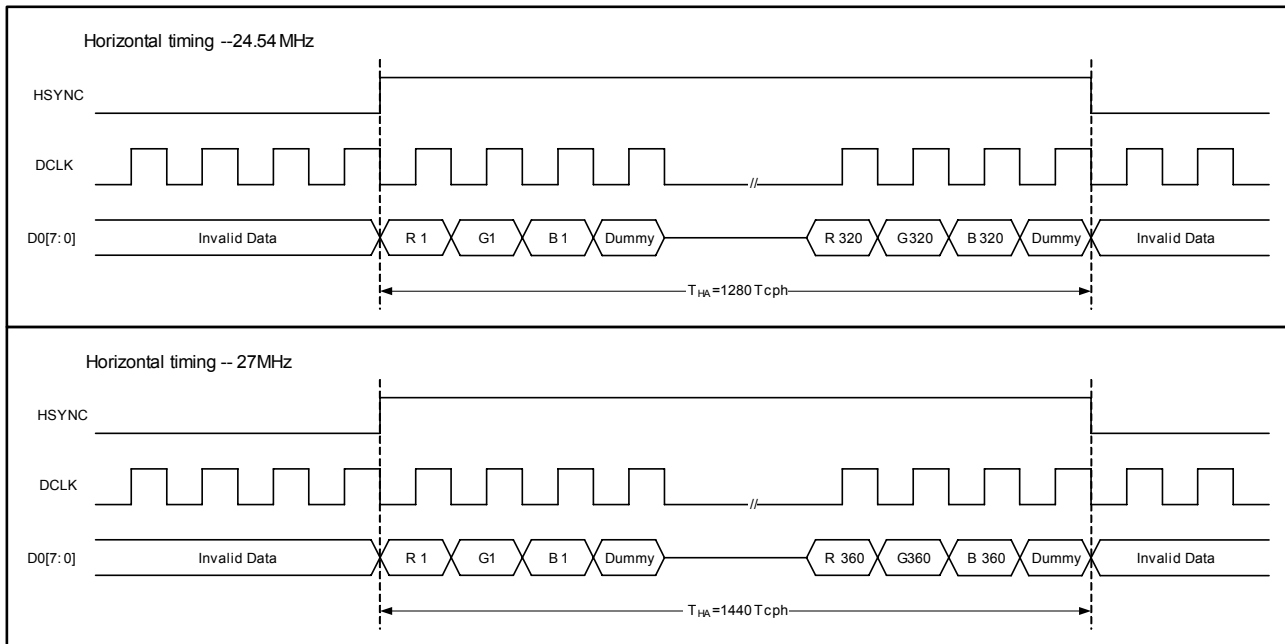 Horizontal timing --24.54 MHz
HSYNC
DCLK
//
D0[7:0] Invalid Data R 1 G1 B 1 Dummy R 320 G320 B 320 Dummy Invalid Data
THA=1280 Tcph
Horizontal timing -- 27MHz
HSYNC
DCLK
//
D0[7:0] Invalid Data R 1 G1 B 1 Dummy R 360 G360 B 360 Dummy Invalid Data
THA=1440 Tcph